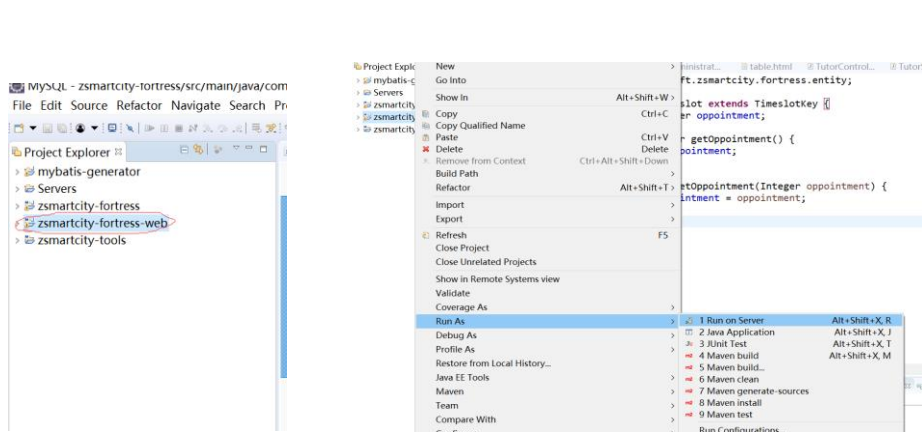 MySQL - zsmartcity-fortress/src/main/java/com
File Edit Source Refactor Navigate Search Pr
Project Explorer
mybatis-generator
Servers
zsmartcity-fortress
zsmartcity-fortress-web
zsmartcity-tools
Project Explo
mybatis-g
Servers
zsmartcity
zsmartcity
zsmartcity
New
Go Into
Show In Alt+Shift+W
Copy Ctrl+C
Copy Qualified Name
Paste Ctrl+V
Delete Delete
Remove from Context Ctrl+Alt+Shift+Down
Build Path
Refactor Alt+Shift+T
Import
Export
Refresh F5
Close Project
Close Unrelated Projects
Show in Remote Systems view
Validate
Coverage As
Run As
Debug As
Profile As
Restore from Local History...
Java EE Tools
Maven
Team
Compare With
1 Run on Server Alt+Shift+X, R
2 Java Application Alt+Shift+X, J
3 JUnit Test Alt+Shift+X, T
4 Maven build Alt+Shift+X, M
5 Maven build...
6 Maven clean
7 Maven generate-sources
8 Maven install
9 Maven test
Run Configurations
ministrat... table.html TutorControl... Tutor
ft.zsmartcity.fortress.entity;
slot extends TimeslotKey {
er oppointment;
r getOppointment() {
pointment;
etOppointment(Integer oppointment) {
intment = oppointment;